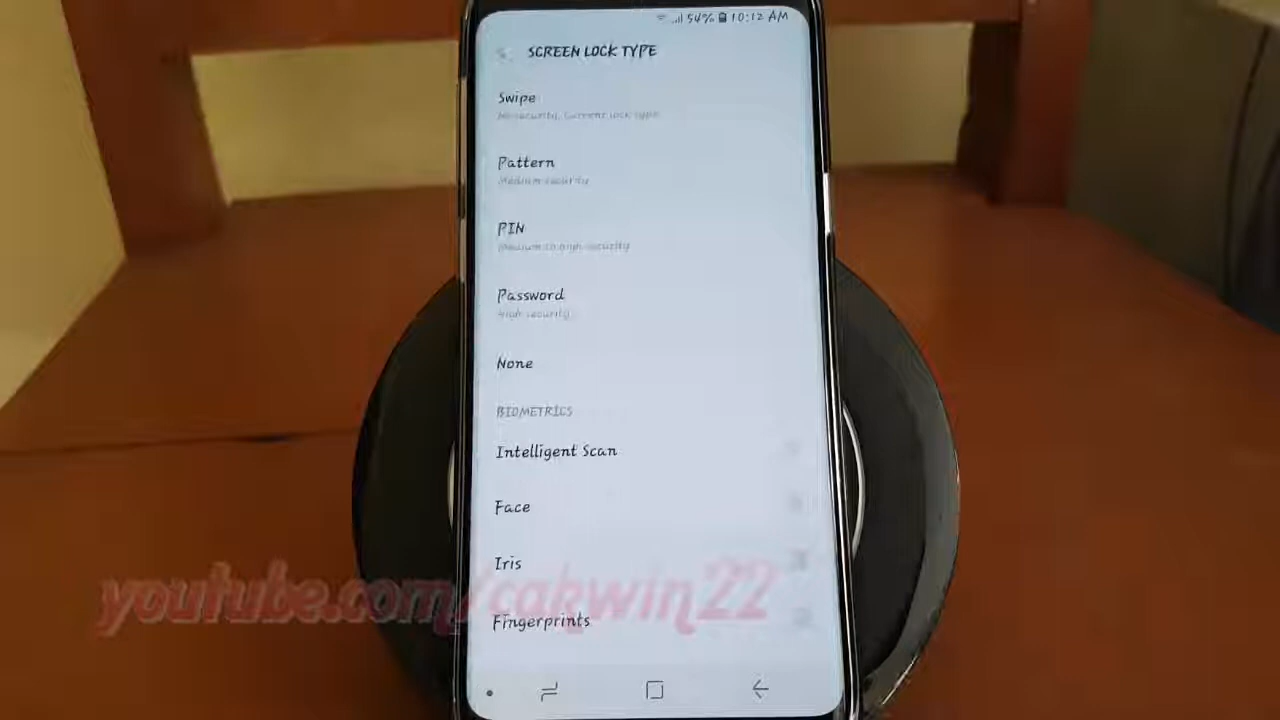 54% 10:12 AM
SCREEN LOCK TYPE
Swipe
No security, Current lock type
Pattern
Medium security
PIN
Medium to high security
Password
High security
None
BIOMETRICS
Intelligent Scan
Face
Iris
Fingerprints
youtube.com/cakwin22